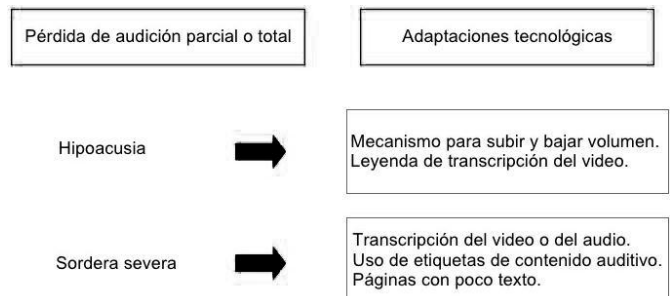 Pérdida de audición parcial o total
Adaptaciones tecnológicas
Hipoacusia
Mecanismo para subir y bajar volumen.
Leyenda de transcripción del video.
Sordera severa
Transcripción del video o del audio.
Uso de etiquetas de contenido auditivo.
Páginas con poco texto.